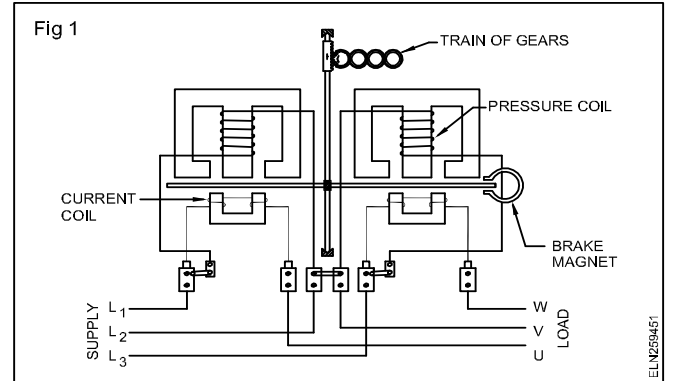 Fig 1
TRAIN OF GEARS
PRESSURE COIL
CURRENT
COIL
BRAKE
MAGNET
SUPPLY
L1
L2
L3
W
V
U
LOAD
ELN259451